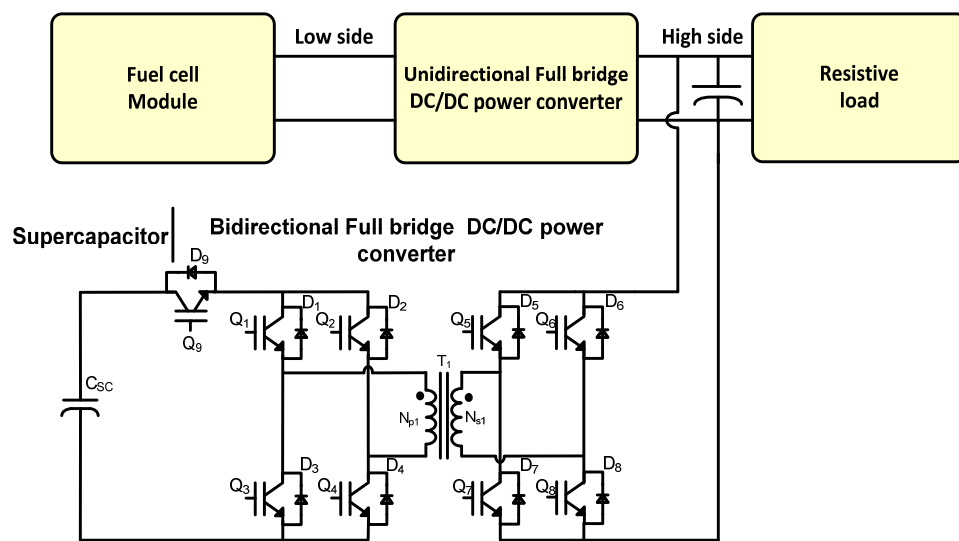 Low side
High side
Fuel cell
Module
Unidirectional Full bridge
DC/DC power converter
Resistive
load
Supercapacitor
Bidirectional Full bridge DC/DC power
converter
D9
Q9
D1
D2
D5
D6
Q1
Q2
Q5
Q6
T1
CSC
Np1
Ns1
D3
D4
D7
D8
Q3
Q4
Q7
Q8